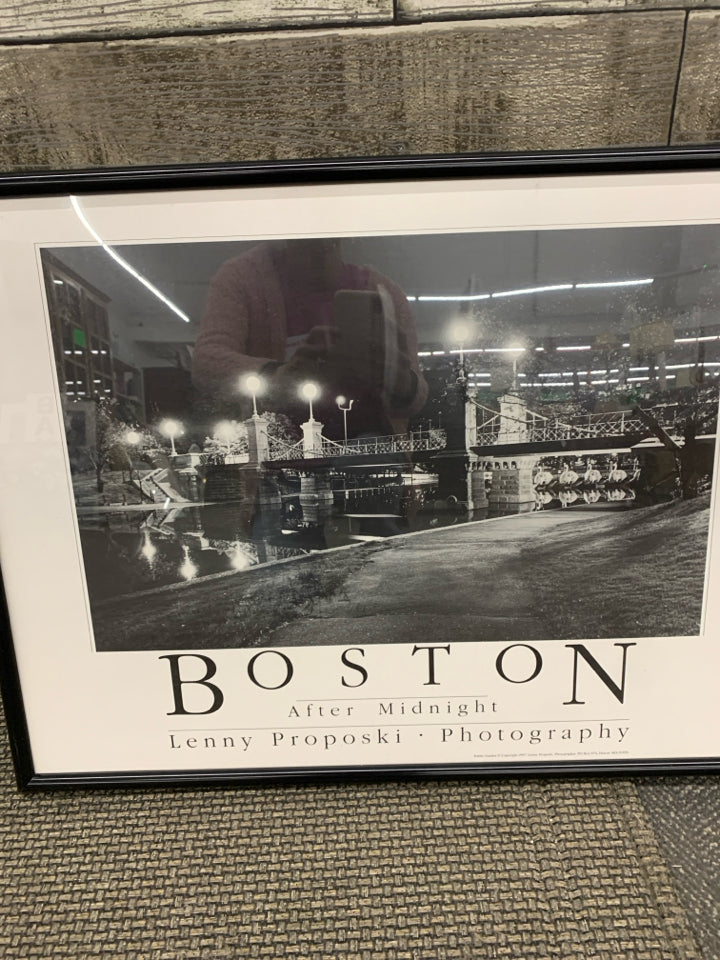 BOSTON
After Midnight
Lenny Proposki · Photography